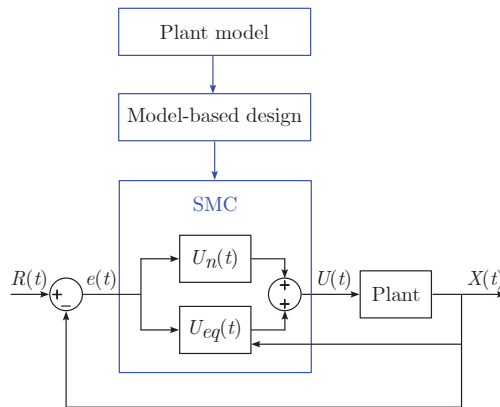 Plant model
Model-based design
SMC
U_n(t)
R(t)
e(t)
U(t)
Plant
X(t)
+
−
+
+
U_eq(t)